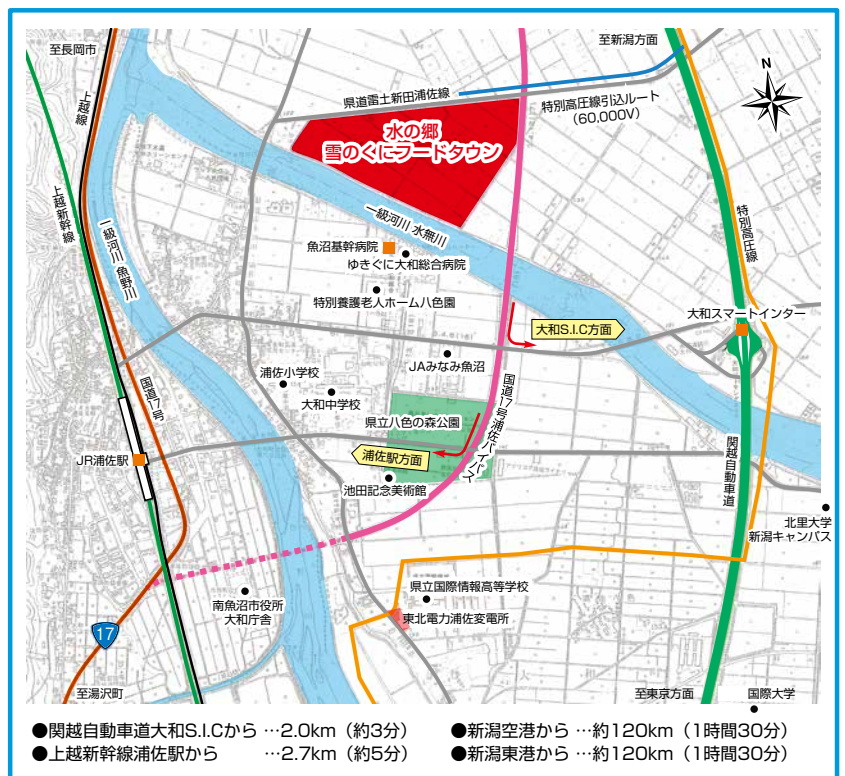 至長岡市
至新潟方面
N
上越線
県道雷土新田浦佐線
特別高圧線引込ルート
(60,000V)
水の郷
雪のくにフードタウン
上越新幹線
一級河川 魚野川
一級河川 水無川
特別高圧線
魚沼基幹病院
ゆきぐに大和総合病院
特別養護老人ホーム八色園
大和スマートインター
大和S.I.C方面
JAみなみ魚沼
浦佐小学校
大和中学校
国道17号
国道17号浦佐バイパス
県立八色の森公園
関越自動車道
JR浦佐駅
浦佐駅方面
池田記念美術館
北里大学
新潟キャンパス
県立国際情報高等学校
南魚沼市役所
大和庁舎
東北電力浦佐変電所
17
至湯沢町
至東京方面
国際大学
●関越自動車道大和S.I.Cから …2.0km(約3分)
●上越新幹線浦佐駅から …2.7km(約5分)
●新潟空港から …約120km(1時間30分)
●新潟東港から …約120km(1時間30分)